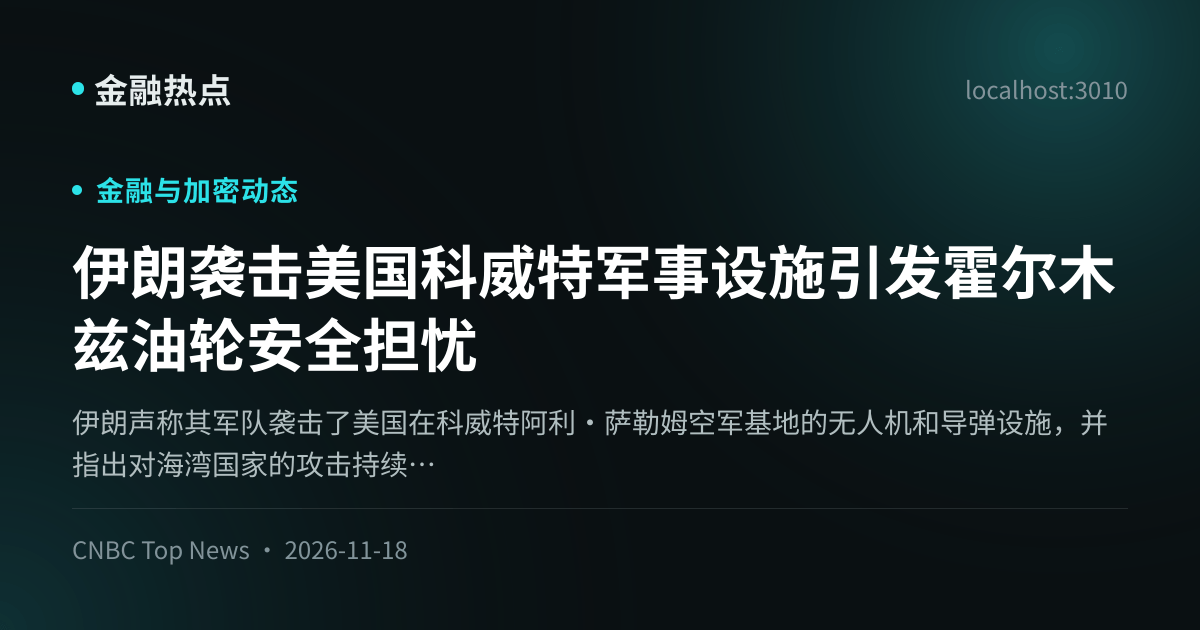 金融热点
localhost:3010
金融与加密动态
伊朗袭击美国科威特军事设施引发霍尔木
兹油轮安全担忧
伊朗声称其军队袭击了美国在科威特阿利·萨勒姆空军基地的无人机和导弹设施，并
指出对海湾国家的攻击持续…
CNBC Top News · 2026-11-18